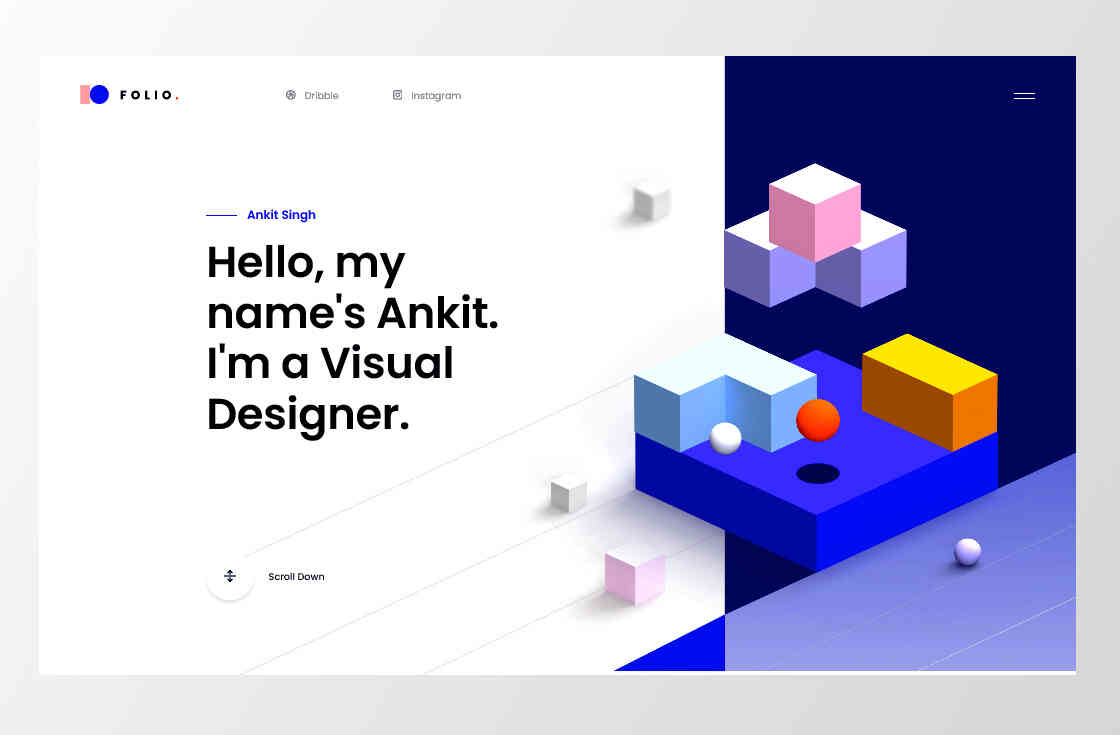 FOLIO.
Dribble
Instagram
Ankit Singh
Hello, my
name's Ankit.
I'm a Visual
Designer.
Scroll Down